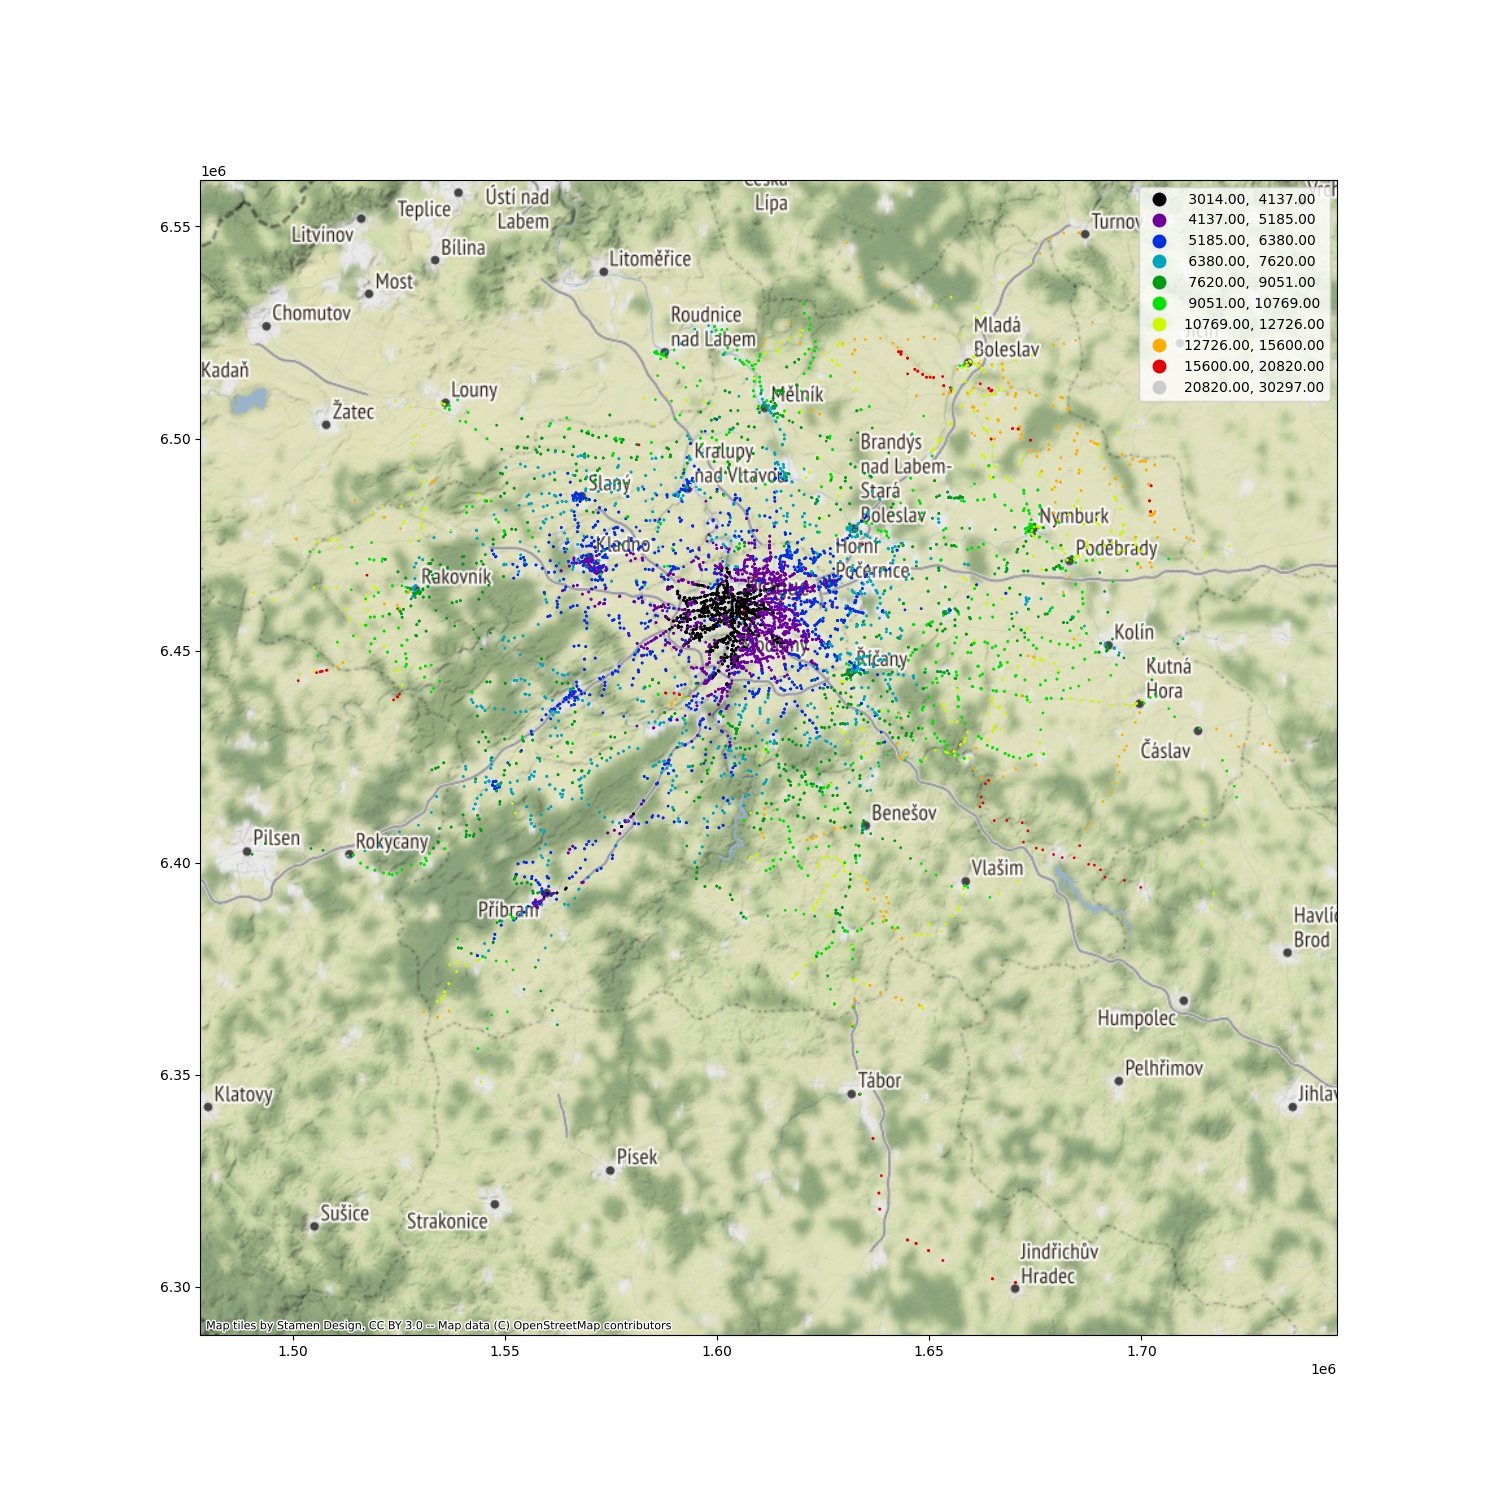 1e6
6.55
6.50
6.45
6.40
6.35
6.30
1.50
1.55
1.60
1.65
1.70
1e6
3014.00, 4137.00
4137.00, 5185.00
5185.00, 6380.00
6380.00, 7620.00
7620.00, 9051.00
9051.00, 10769.00
10769.00, 12726.00
12726.00, 15600.00
15600.00, 20820.00
20820.00, 30297.00
Česká
Lípa
Teplice
Ústí nad
Labem
Litvínov
Bílina
Turnov
Most
Litoměřice
Chomutov
Roudnice
nad Labem
Mladá
Boleslav
Kadaň
Louny
Žatec
Mělník
Kralupy
nad Vltavou
Brandýs
nad Labem-
Stará
Boleslav
Slaný
Nymburk
Kladno
Horní
Počernice
Poděbrady
Rakovník
Kolín
Říčany
Kutná
Hora
Čáslav
Benešov
Pilsen
Rokycany
Vlašim
Příbram
Havlíč
Brod
Humpolec
Tábor
Pelhřimov
Klatovy
Jihlav
Písek
Sušice
Strakonice
Jindřichův
Hradec
Map tiles by Stamen Design, CC BY 3.0 -- Map data (C) OpenStreetMap contributors